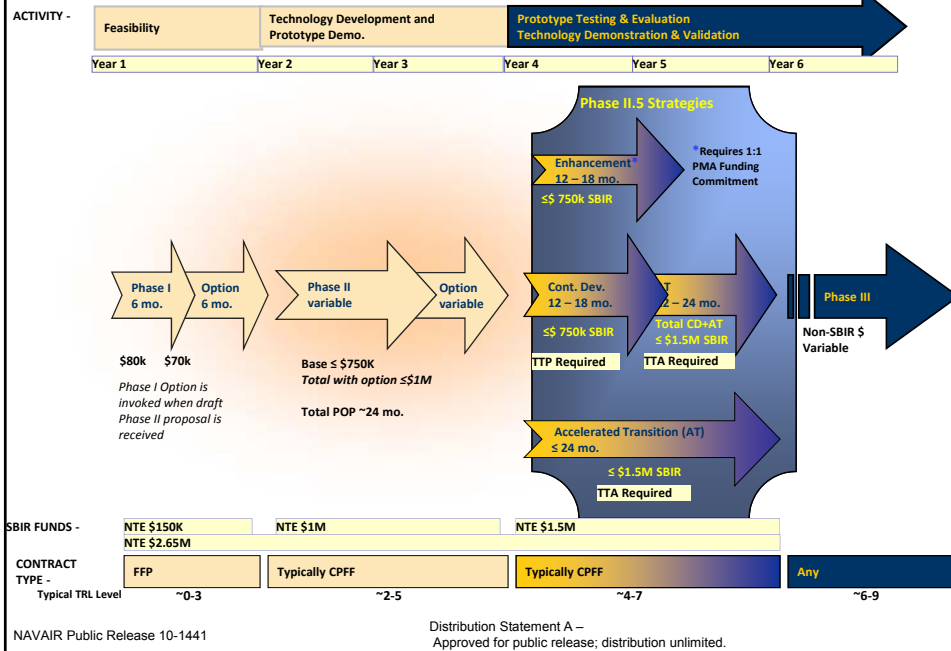 ACTIVITY -
Feasibility
Technology Development and
Prototype Demo.
Prototype Testing & Evaluation
Technology Demonstration & Validation
Year 1
Year 2
Year 3
Year 4
Year 5
Year 6
Phase II.5 Strategies
Enhancement*
12 – 18 mo.
≤$ 750k SBIR
*Requires 1:1
PMA Funding
Commitment
Phase I
6 mo.
Option
6 mo.
Phase II
variable
Option
variable
Cont. Dev.
12 – 18 mo.
≤$ 750k SBIR
TTP Required
T
2 – 24 mo.
Total CD+AT
≤ $1.5M SBIR
TTA Required
Phase III
Non-SBIR $
Variable
$80k
$70k
Phase I Option is
invoked when draft
Phase II proposal is
received
Base ≤ $750K
Total with option ≤$1M
Total POP ~24 mo.
Accelerated Transition (AT)
≤ 24 mo.
≤ $1.5M SBIR
TTA Required
SBIR FUNDS -
NTE $150K
NTE $1M
NTE $1.5M
NTE $2.65M
CONTRACT
TYPE -
FFP
Typically CPFF
Typically CPFF
Any
Typical TRL Level
~0-3
~2-5
~4-7
~6-9
NAVAIR Public Release 10-1441
Distribution Statement A –
Approved for public release; distribution unlimited.